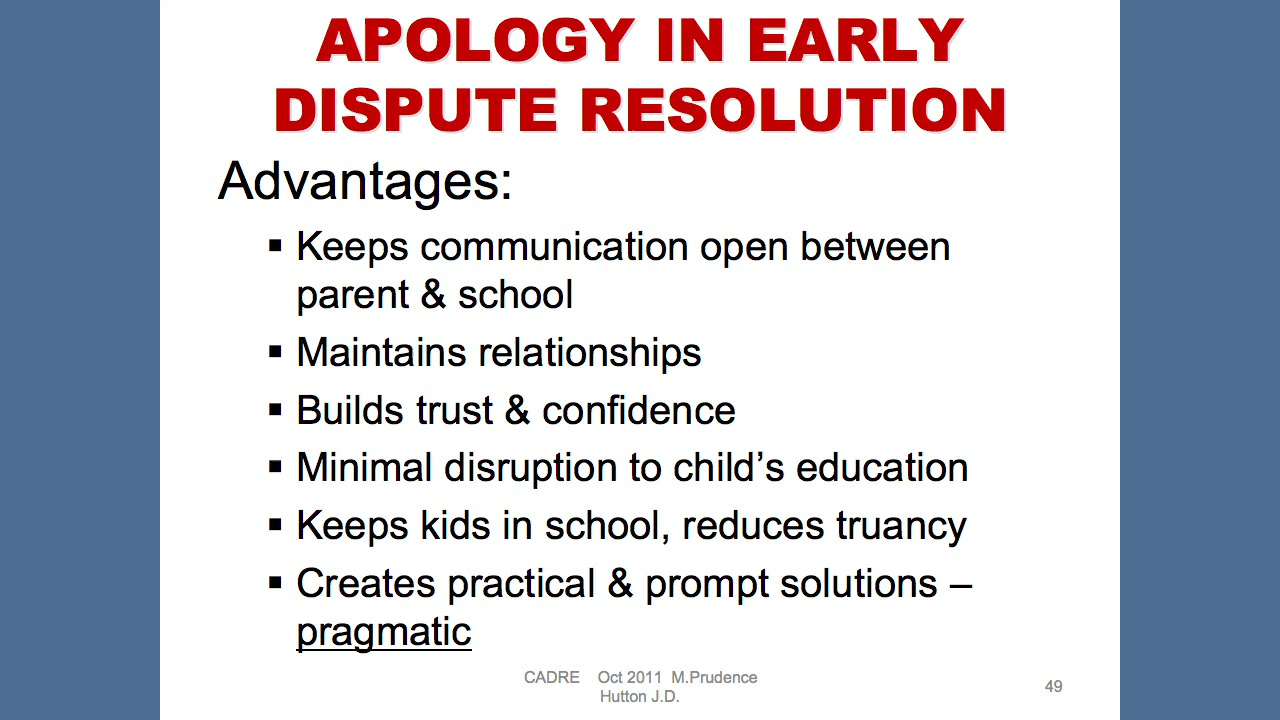 APOLOGY IN EARLY
DISPUTE RESOLUTION
Advantages:
▪ Keeps communication open between
parent & school
▪ Maintains relationships
▪ Builds trust & confidence
▪ Minimal disruption to child’s education
▪ Keeps kids in school, reduces truancy
▪ Creates practical & prompt solutions –
pragmatic
CADRE Oct 2011 M.Prudence
Hutton J.D.
49